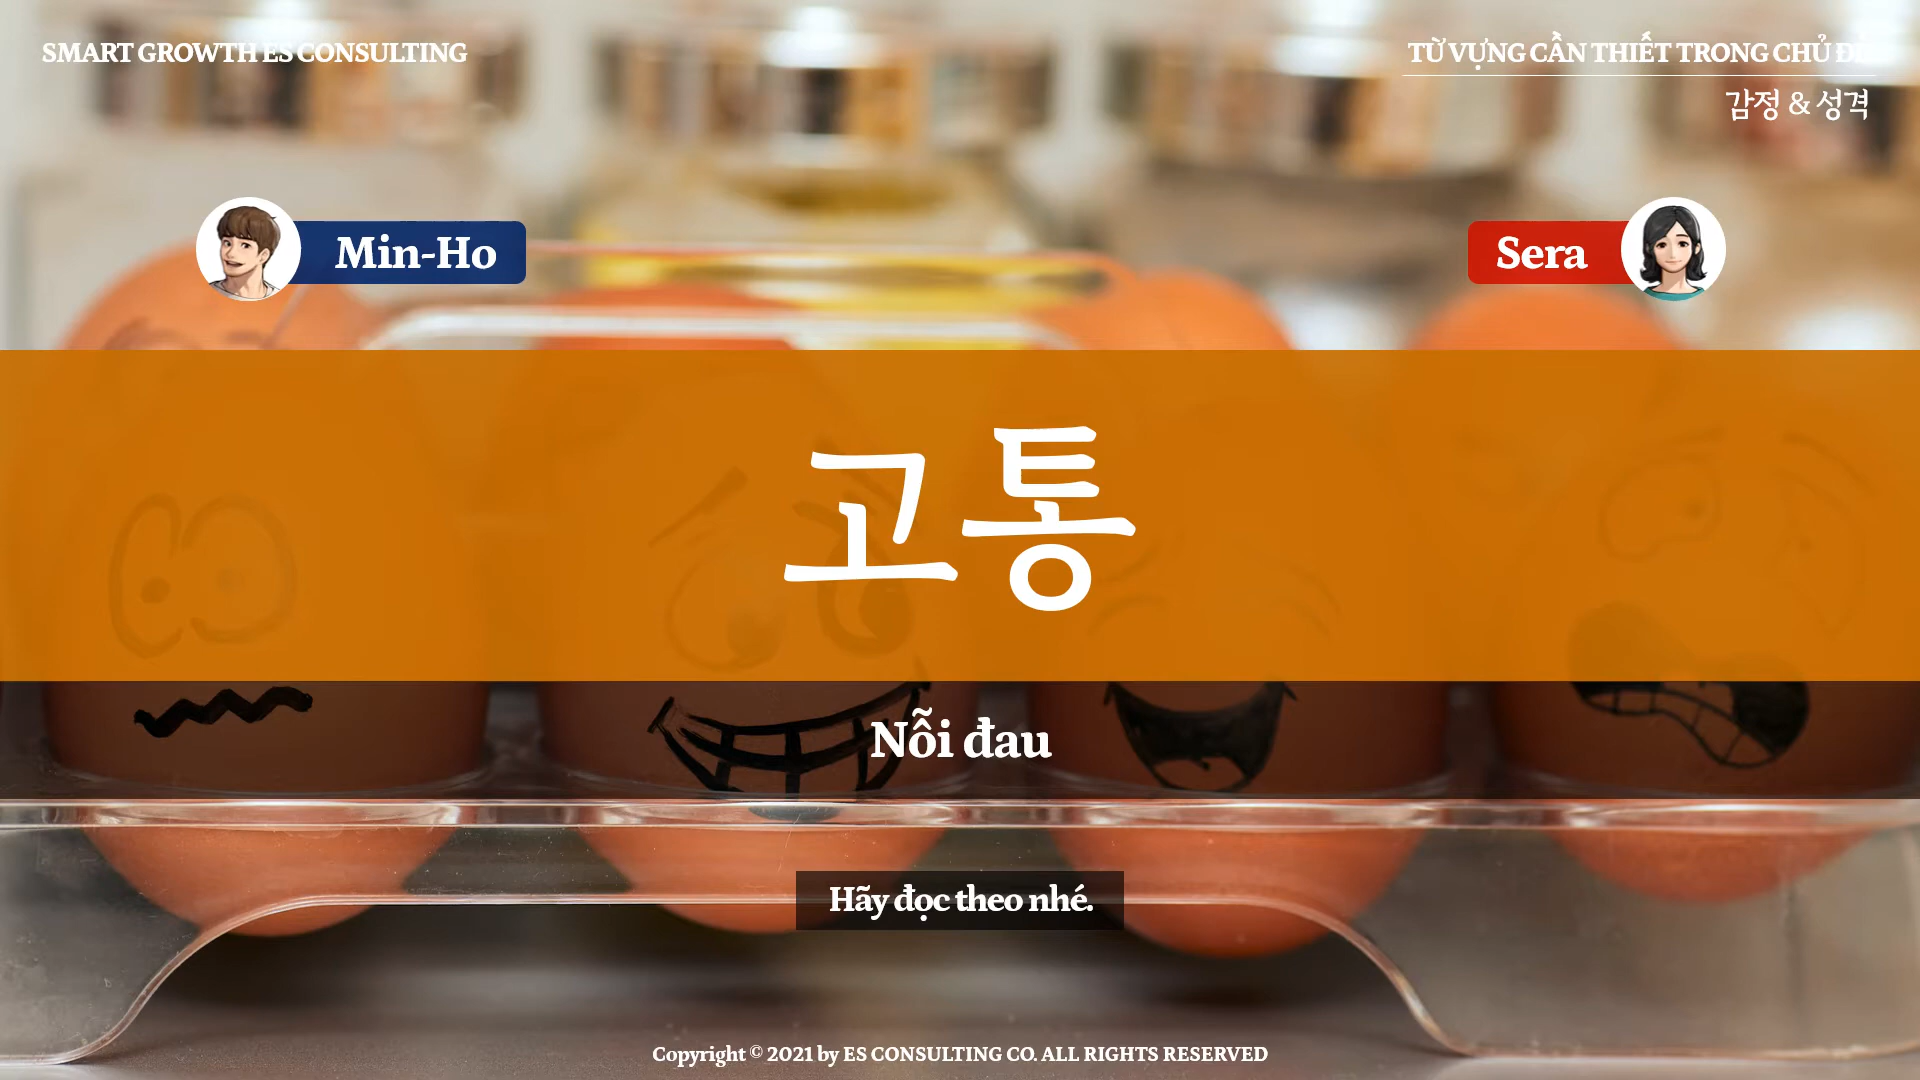 SMART GROWTH ES CONSULTING
TỪ VỰNG CẦN THIẾT TRONG CHỦ ĐỀ
감정 & 성격
Min-Ho
Sera
고통
Nỗi đau
Hãy đọc theo nhé.
Copyright © 2021 by ES CONSULTING CO. ALL RIGHTS RESERVED